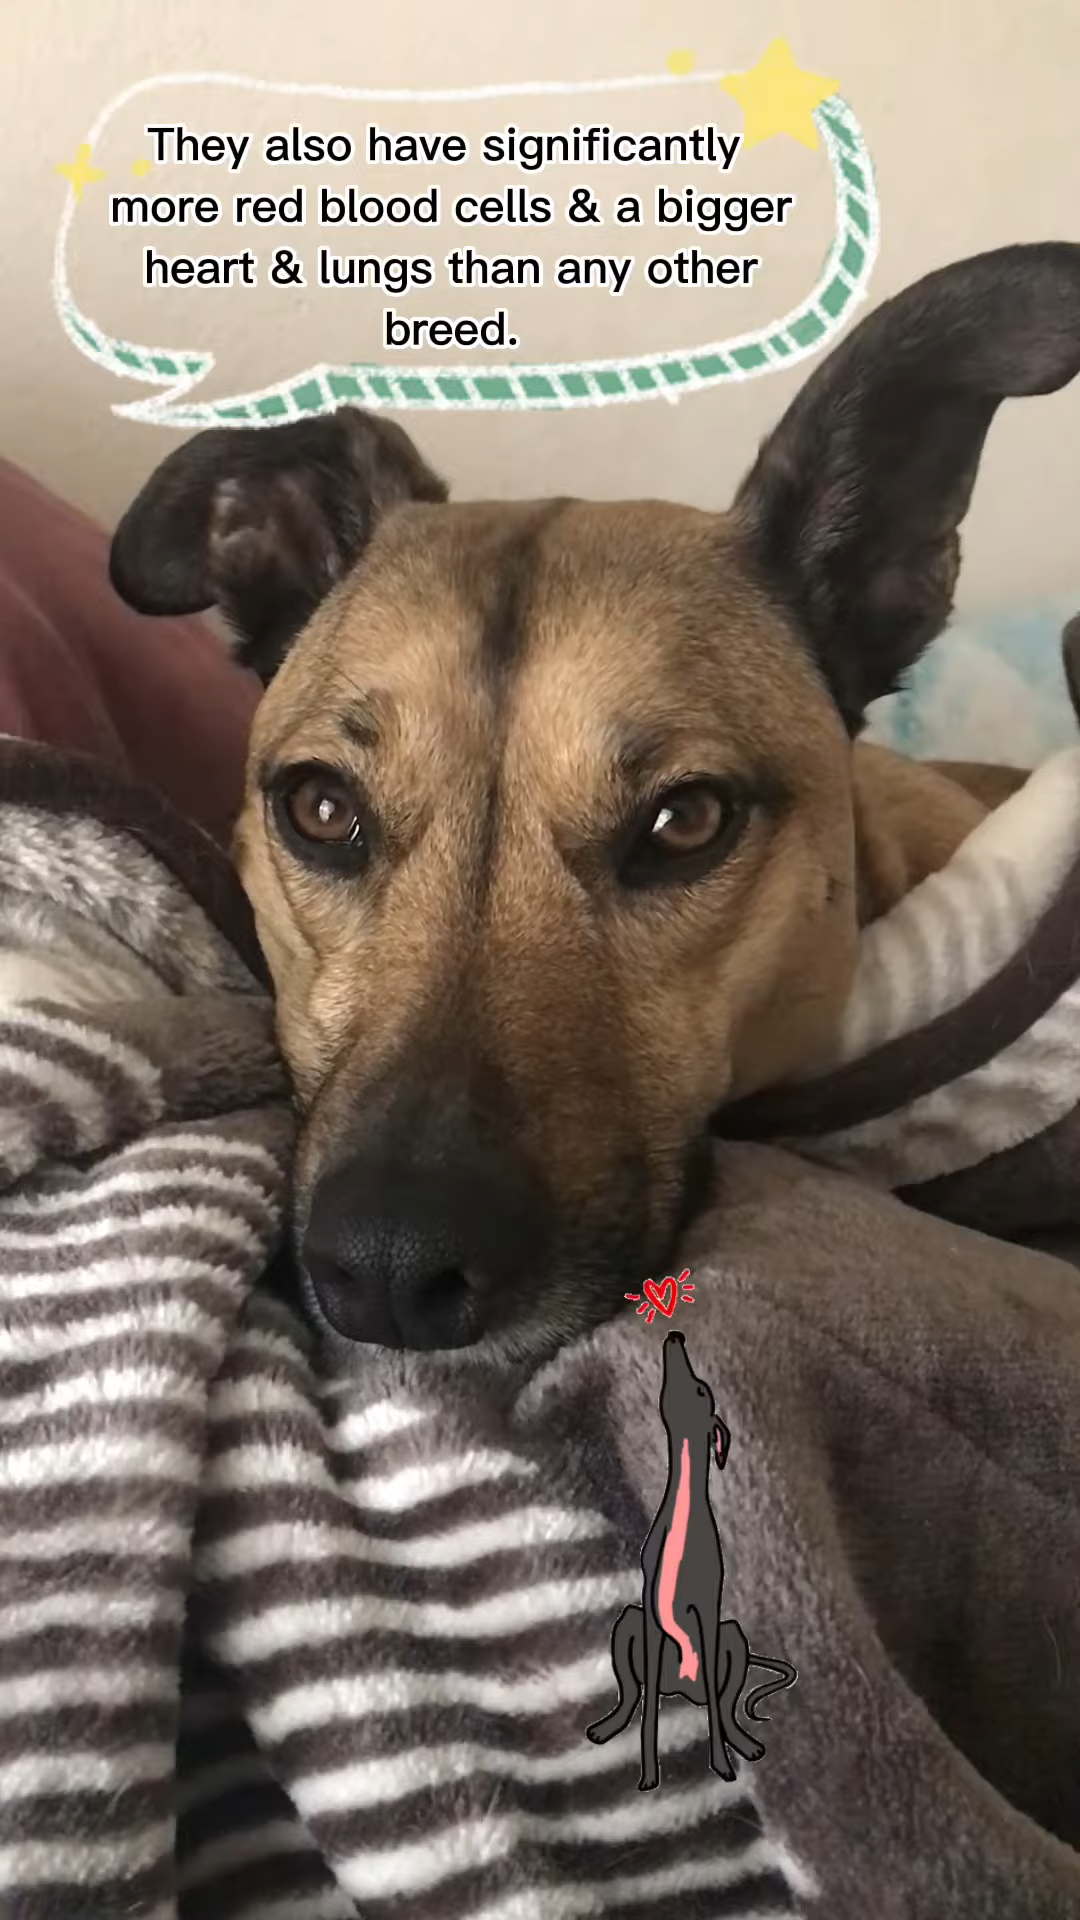 They also have significantly
more red blood cells & a bigger
heart & lungs than any other
breed.